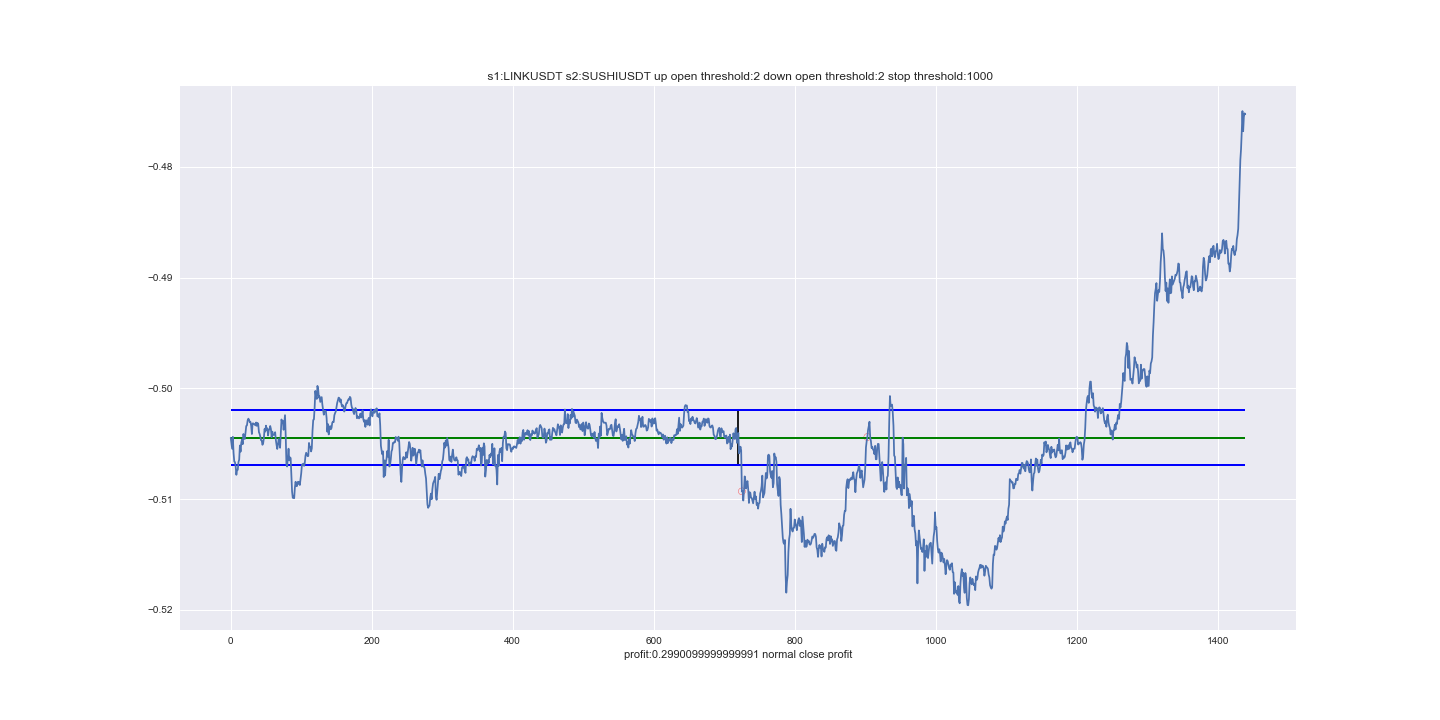 s1:LINKUSDT s2:SUSHIUSDT up open threshold:2 down open threshold:2 stop threshold:1000
−0.48
−0.49
−0.50
−0.51
−0.52
0 200 400 600 800 1000 1200 1400
profit:0.2990099999999991 normal close profit